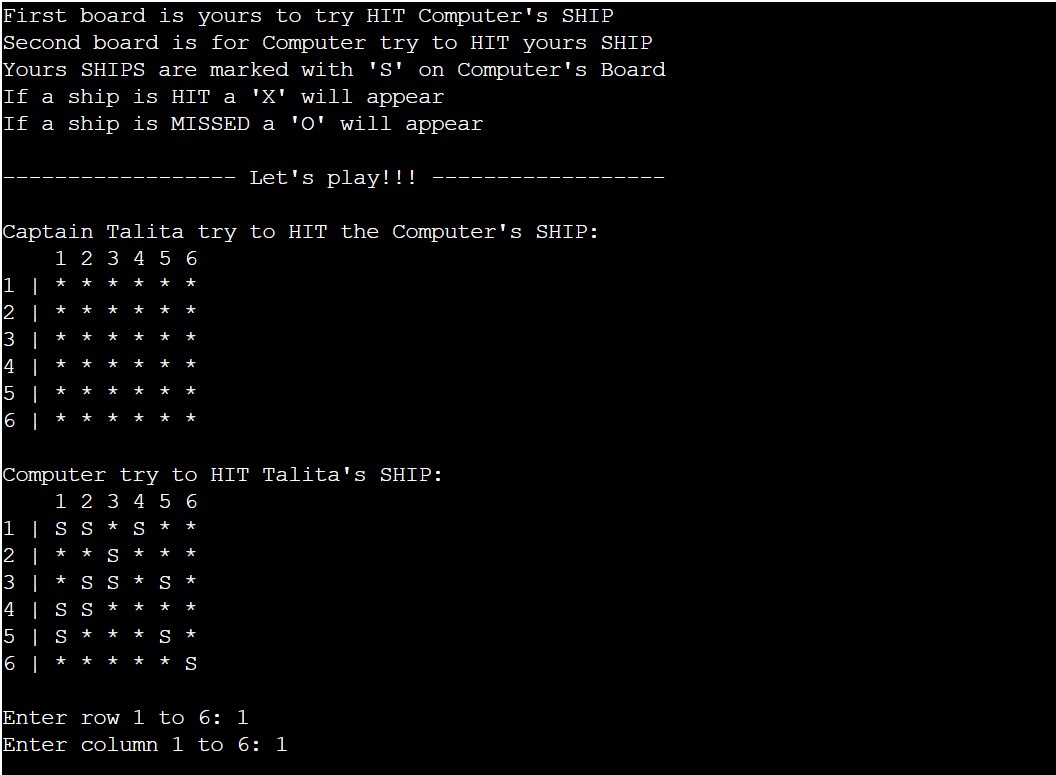 First board is yours to try HIT Computer's SHIP
Second board is for Computer try to HIT yours SHIP
Yours SHIPS are marked with 'S' on Computer's Board
If a ship is HIT a 'X' will appear
If a ship is MISSED a 'O' will appear
------------------ Let's play!!! ------------------
Captain Talita try to HIT the Computer's SHIP:
    1 2 3 4 5 6
1 | * * * * * *
2 | * * * * * *
3 | * * * * * *
4 | * * * * * *
5 | * * * * * *
6 | * * * * * *
Computer try to HIT Talita's SHIP:
    1 2 3 4 5 6
1 | S S * S * *
2 | * * S * * *
3 | * S S * S *
4 | S S * * * *
5 | S * * * S *
6 | * * * * * S
Enter row 1 to 6: 1
Enter column 1 to 6: 1